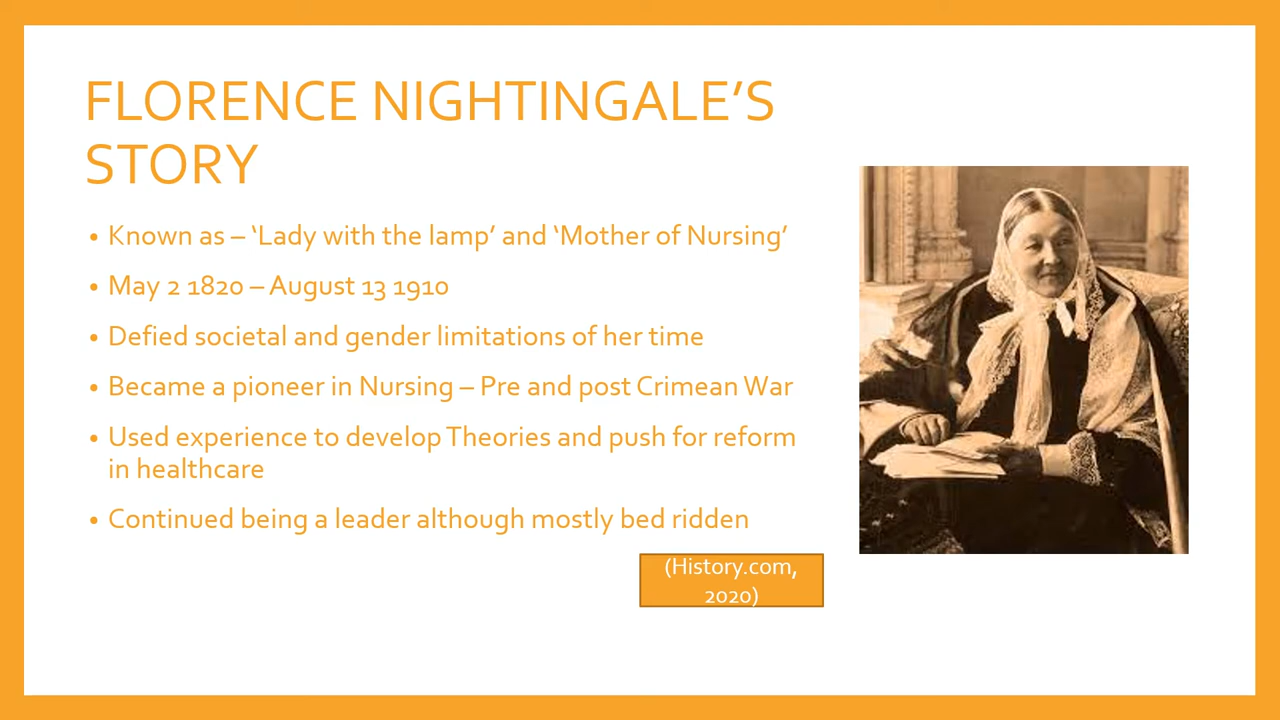 FLORENCE NIGHTINGALE’S
STORY
• Known as – ‘Lady with the lamp’ and ‘Mother of Nursing’
• May 2 1820 – August 13 1910
• Defied societal and gender limitations of her time
• Became a pioneer in Nursing – Pre and post Crimean War
• Used experience to develop Theories and push for reform
in healthcare
• Continued being a leader although mostly bed ridden
(History.com,
2020)